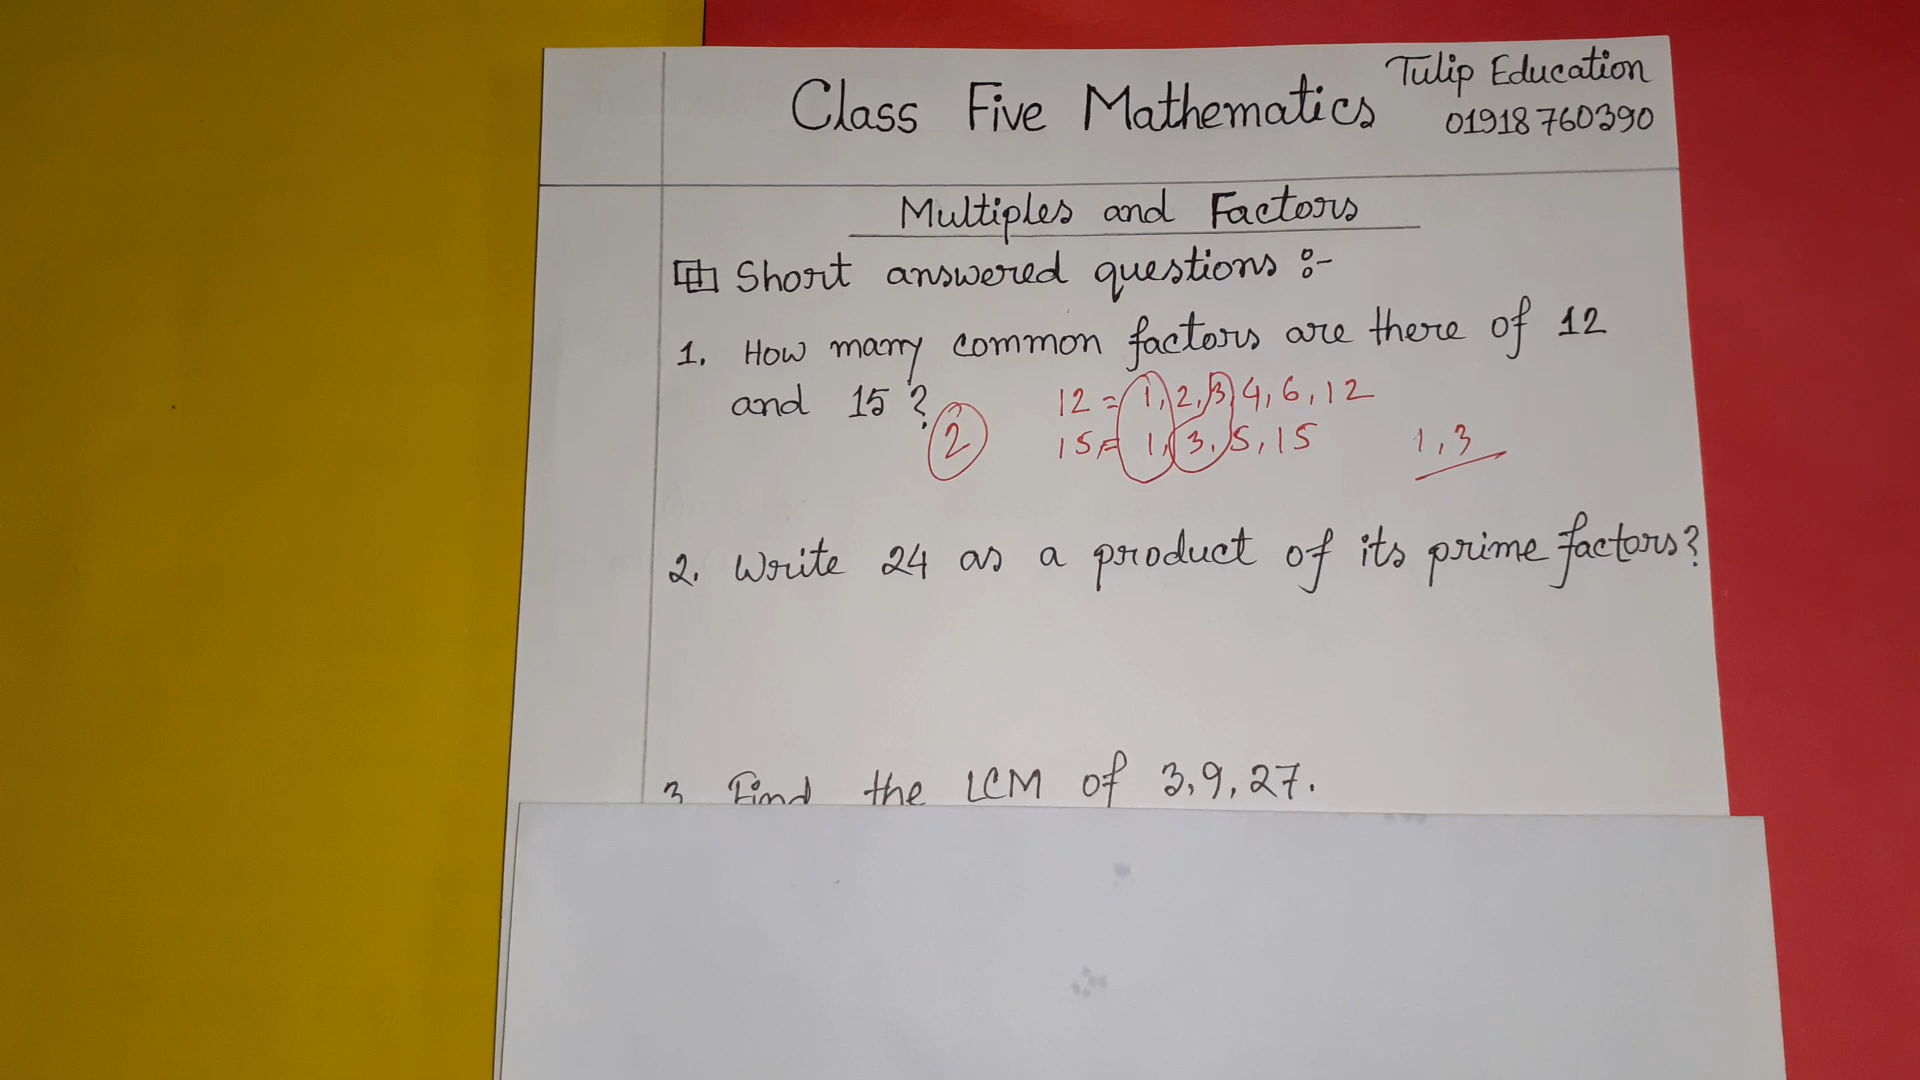 Class Five Mathematics
Tulip Education
01918760390
Multiples and Factors
Short answered questions :-
1. How many common factors are there of 12
and 15?
2
12 = 1, 2, 3, 4, 6, 12
15 = 1, 3, 5, 15
1, 3
2. Write 24 as a product of its prime factors?
3 Find the LCM of 3, 9, 27.